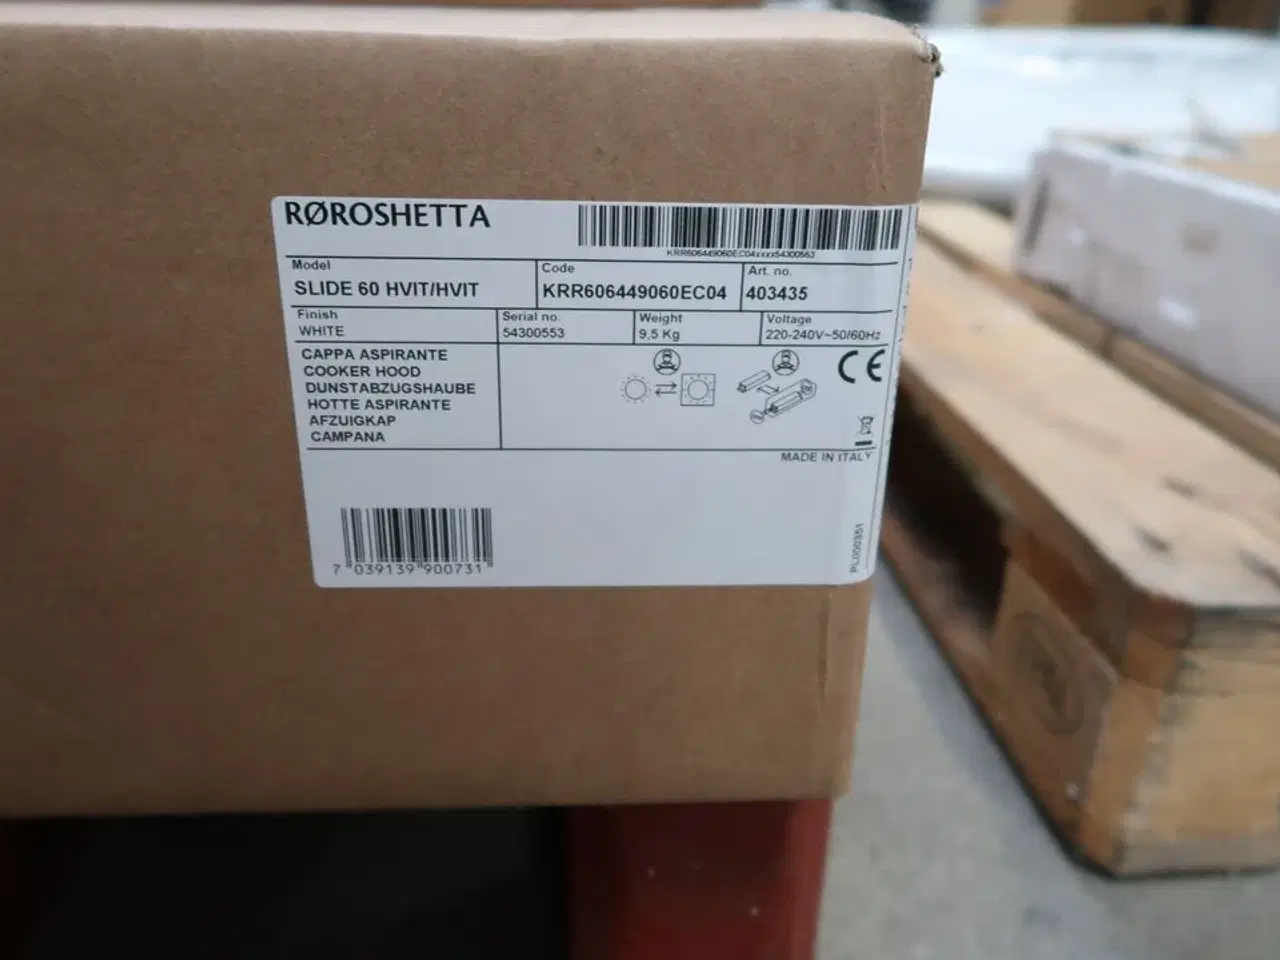 RØROSHETTA
KRR606449060EC04xxxx54300553
Model
SLIDE 60 HVIT/HVIT
Code
KRR606449060EC04
Art. no.
403435
Finish
WHITE
Serial no.
54300553
Weight
9,5 Kg
Voltage
220-240V~50/60Hz
CAPPA ASPIRANTE
COOKER HOOD
DUNSTABZUGSHAUBE
HOTTE ASPIRANTE
AFZUIGKAP
CAMPANA
CE
MADE IN ITALY
7 039139 900731
PL000351